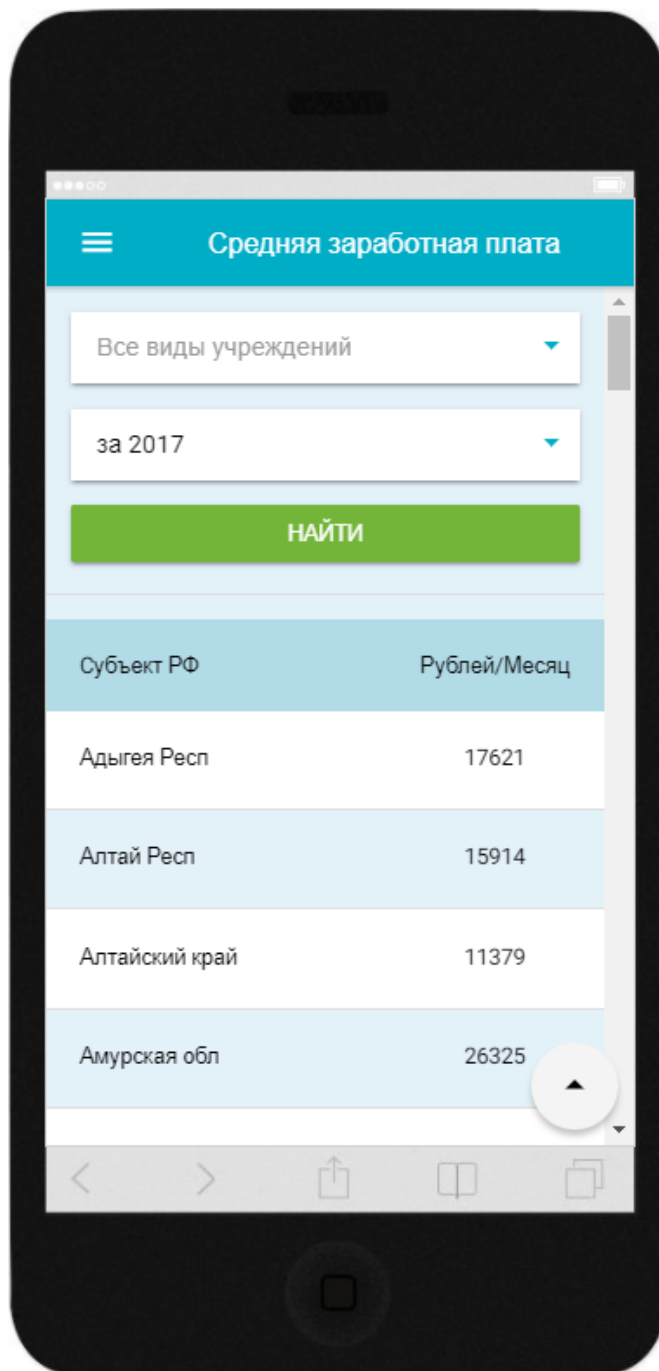 Средняя заработная плата
Все виды учреждений
за 2017
НАЙТИ
Субъект РФ Рублей/Месяц
Адыгея Респ 17621
Алтай Респ 15914
Алтайский край 11379
Амурская обл 26325